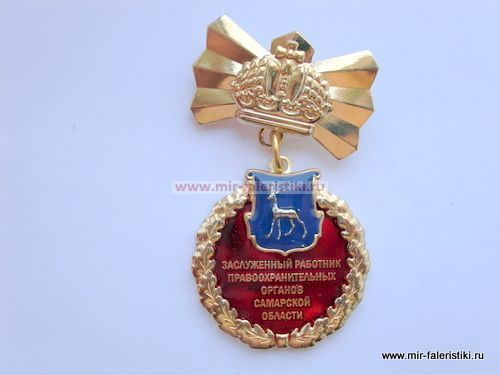 www.mir-faleristiki.ru
ЗАСЛУЖЕННЫЙ РАБОТНИК
ПРАВООХРАНИТЕЛЬНЫХ
ОРГАНОВ
САМАРСКОЙ
ОБЛАСТИ
www.mir-faleristiki.ru